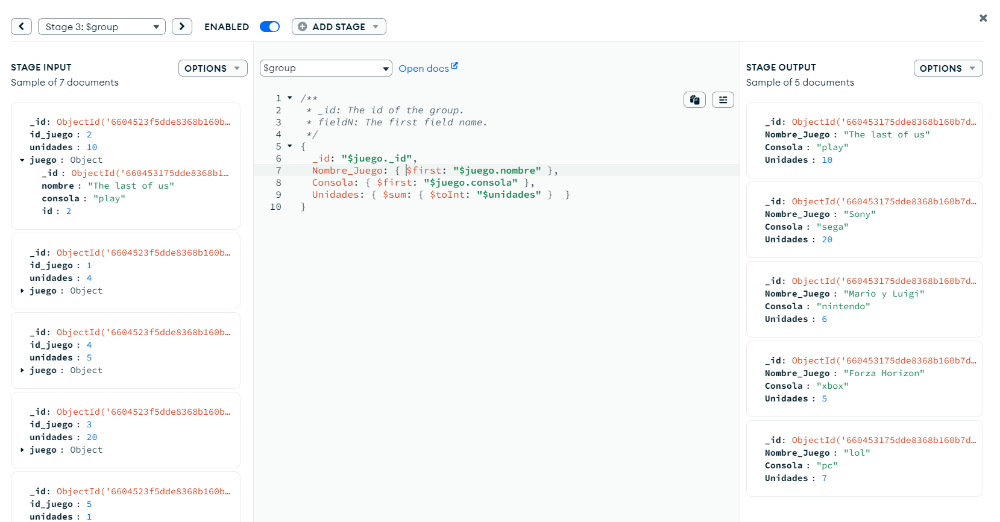 Stage 3: $group
ENABLED
ADD STAGE
STAGE INPUT
OPTIONS
Sample of 7 documents
_id: ObjectId('6604523f5dde8368b160b…
id_juego : 2
unidades : 10
juego : Object
_id : ObjectId('660453175dde8368b1…
nombre : "The last of us"
consola : "play"
id : 2
_id: ObjectId('6604523f5dde8368b160b…
id_juego : 1
unidades : 4
juego : Object
_id: ObjectId('6604523f5dde8368b160b…
id_juego : 4
unidades : 5
juego : Object
_id: ObjectId('6604523f5dde8368b160b…
id_juego : 3
unidades : 20
juego : Object
_id: ObjectId('6604523f5dde8368b160b…
id_juego : 5
unidades : 1
$group
Open docs
1 /**
2 * _id: The id of the group.
3 * fieldN: The first field name.
4 */
5 {
6 _id: "$juego._id",
7 Nombre_Juego: { $first: "$juego.nombre" },
8 Consola: { $first: "$juego.consola" },
9 Unidades: { $sum: { $toInt: "$unidades" } }
10 }
STAGE OUTPUT
OPTIONS
Sample of 5 documents
_id: ObjectId('660453175dde8368b160b7d…
Nombre_Juego : "The last of us"
Consola : "play"
Unidades : 10
_id: ObjectId('660453175dde8368b160b7d…
Nombre_Juego : "Sony"
Consola : "sega"
Unidades : 20
_id: ObjectId('660453175dde8368b160b7d…
Nombre_Juego : "Mario y Luigi"
Consola : "nintendo"
Unidades : 6
_id: ObjectId('660453175dde8368b160b7d…
Nombre_Juego : "Forza Horizon"
Consola : "xbox"
Unidades : 5
_id: ObjectId('660453175dde8368b160b7d…
Nombre_Juego : "lol"
Consola : "pc"
Unidades : 7